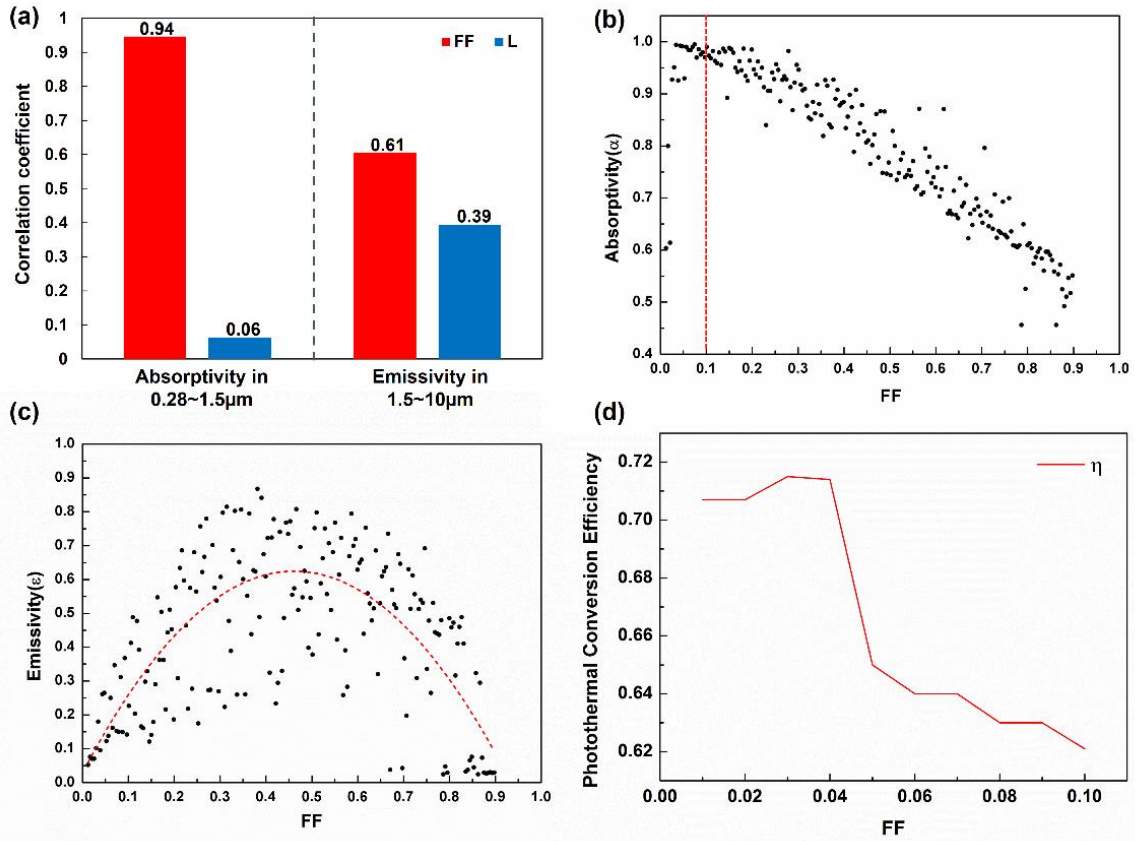 (a)
Correlation coefficient
1
0.9
0.8
0.7
0.6
0.5
0.4
0.3
0.2
0.1
0
0.94
0.06
0.61
0.39
FF L
Absorptivity in
0.28~1.5μm
Emissivity in
1.5~10μm
(b)
Absorptivity(α)
1.0
0.9
0.8
0.7
0.6
0.5
0.4
0.0 0.1 0.2 0.3 0.4 0.5 0.6 0.7 0.8 0.9 1.0
FF
(c)
Emissivity(ε)
1.0
0.9
0.8
0.7
0.6
0.5
0.4
0.3
0.2
0.1
0.0
0.0 0.1 0.2 0.3 0.4 0.5 0.6 0.7 0.8 0.9 1.0
FF
(d)
Photothermal Conversion Efficiency
0.72
0.70
0.68
0.66
0.64
0.62
η
0.00 0.02 0.04 0.06 0.08 0.10
FF